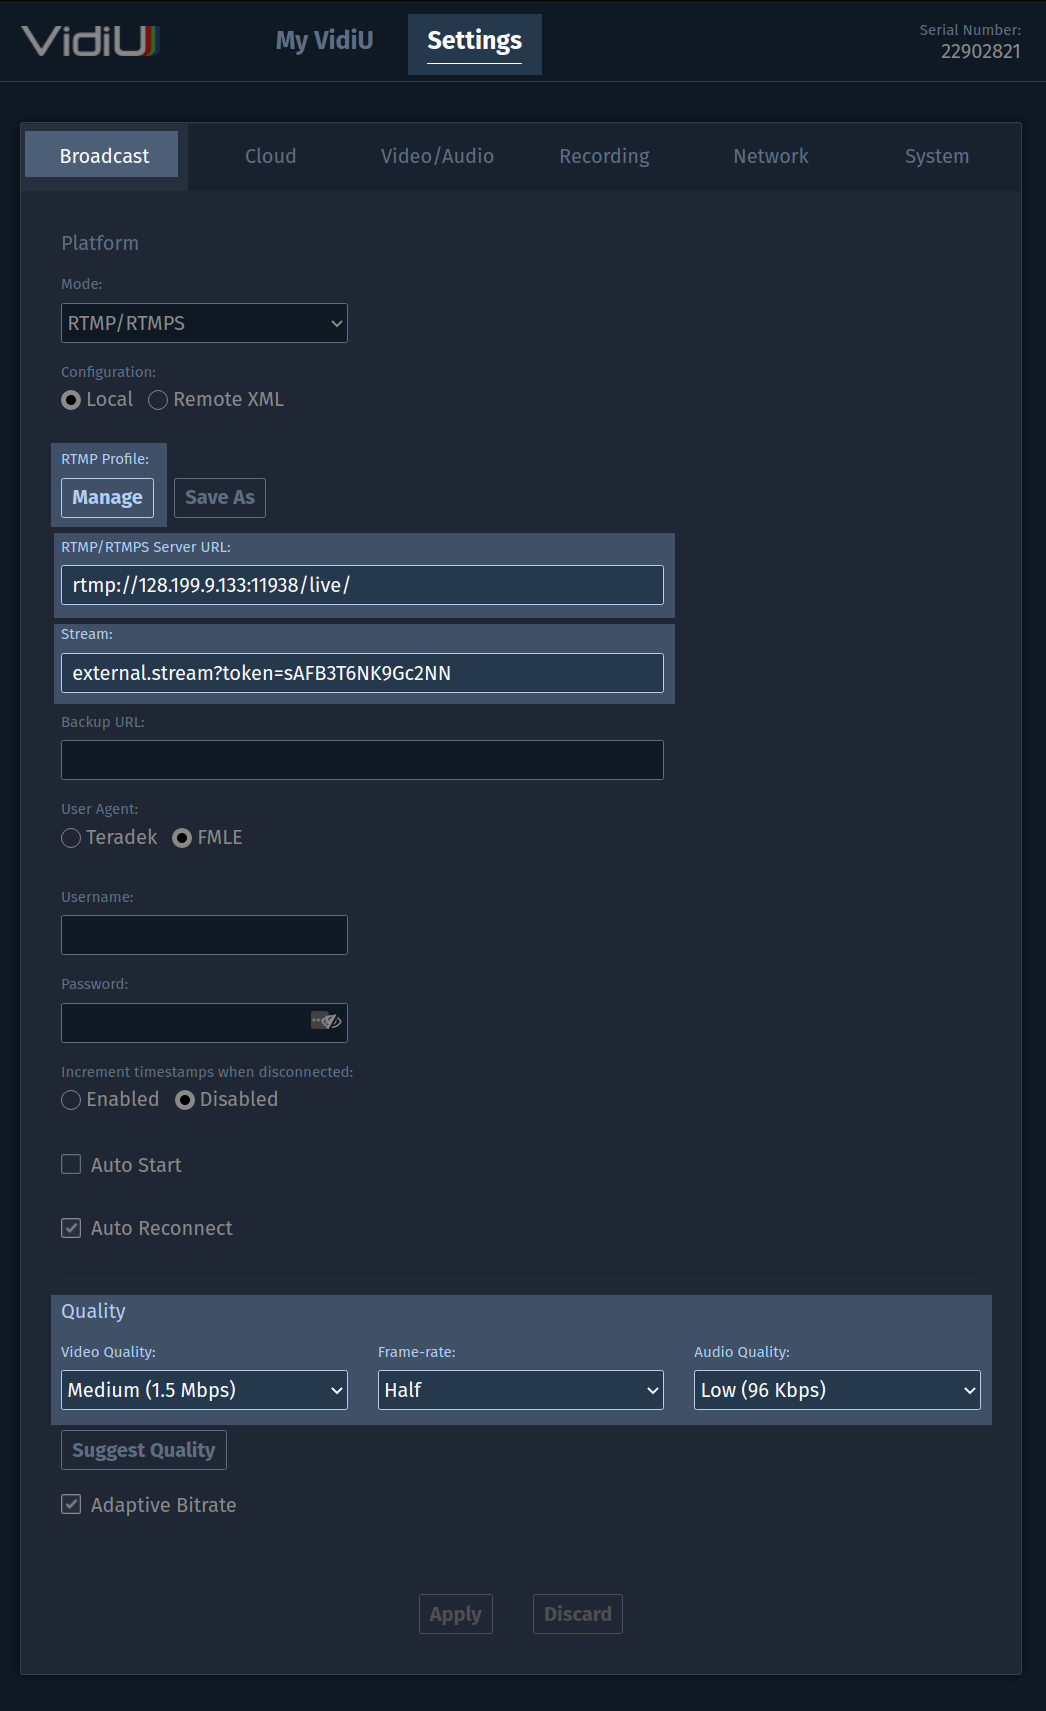 VidiU
My VidiU
Settings
Serial Number:
22902821
Broadcast
Cloud
Video/Audio
Recording
Network
System
Platform
Mode:
RTMP/RTMPS
Configuration:
Local
Remote XML
RTMP Profile:
Manage
Save As
RTMP/RTMPS Server URL:
rtmp://128.199.9.133:11938/live/
Stream:
external.stream?token=sAFB3T6NK9Gc2NN
Backup URL:
User Agent:
Teradek
FMLE
Username:
Password:
Increment timestamps when disconnected:
Enabled
Disabled
Auto Start
Auto Reconnect
Quality
Video Quality:
Frame-rate:
Audio Quality:
Medium (1.5 Mbps)
Half
Low (96 Kbps)
Suggest Quality
Adaptive Bitrate
Apply
Discard